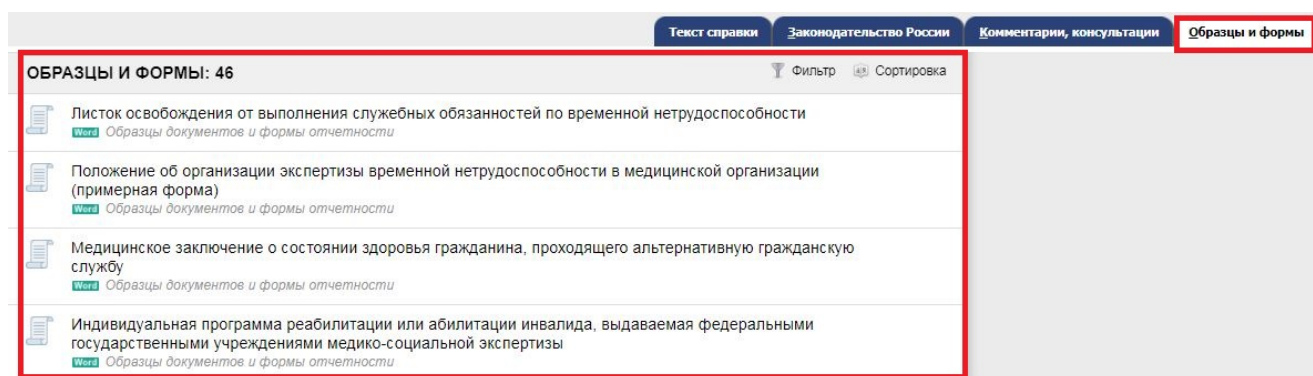 Текст справки Законодательство России Комментарии, консультации Образцы и формы
ОБРАЗЦЫ И ФОРМЫ: 46 Фильтр Сортировка
Листок освобождения от выполнения служебных обязанностей по временной нетрудоспособности
Word Образцы документов и формы отчетности
Положение об организации экспертизы временной нетрудоспособности в медицинской организации
(примерная форма)
Word Образцы документов и формы отчетности
Медицинское заключение о состоянии здоровья гражданина, проходящего альтернативную гражданскую
службу
Word Образцы документов и формы отчетности
Индивидуальная программа реабилитации или абилитации инвалида, выдаваемая федеральными
государственными учреждениями медико-социальной экспертизы
Word Образцы документов и формы отчетности